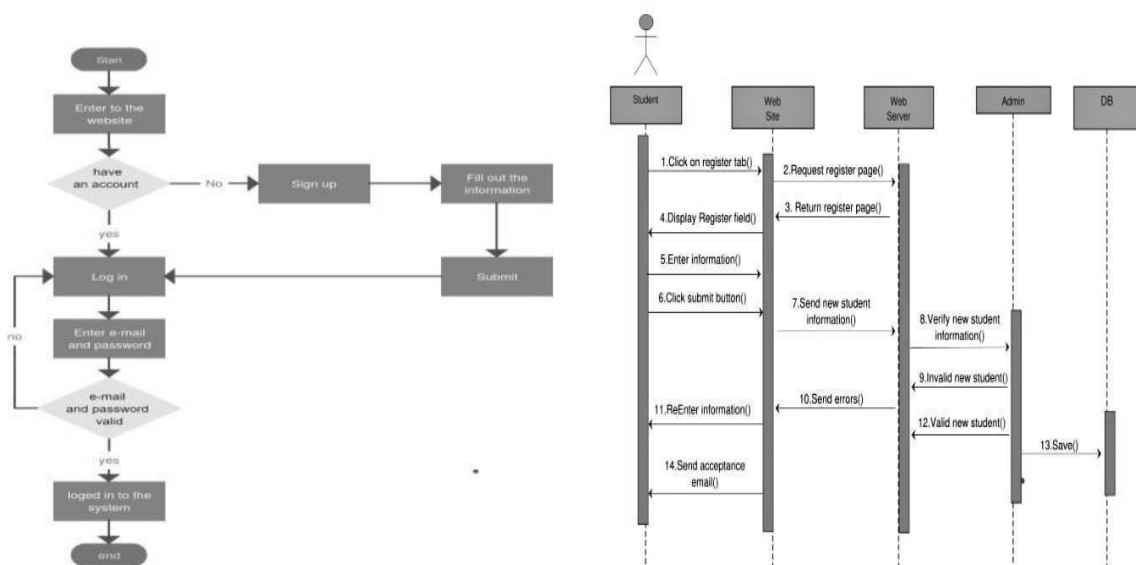 Start
Enter to the
website
have
an account
No
Sign up
Fill out the
information
yes
Log in
Submit
no
Enter e-mail
and password
e-mail
and password
valid
yes
loged in to the
system
end
Student
Web
Site
Web
Server
Admin
DB
1.Click on register tab()
2.Request register page()
3. Return register page()
4.Display Register field()
5.Enter information()
6.Click submit button()
7.Send new student
information()
8.Verify new student
information()
9.Invalid new student()
10.Send errors()
11.ReEnter information()
12.Valid new student()
13.Save()
14.Send acceptance
email()